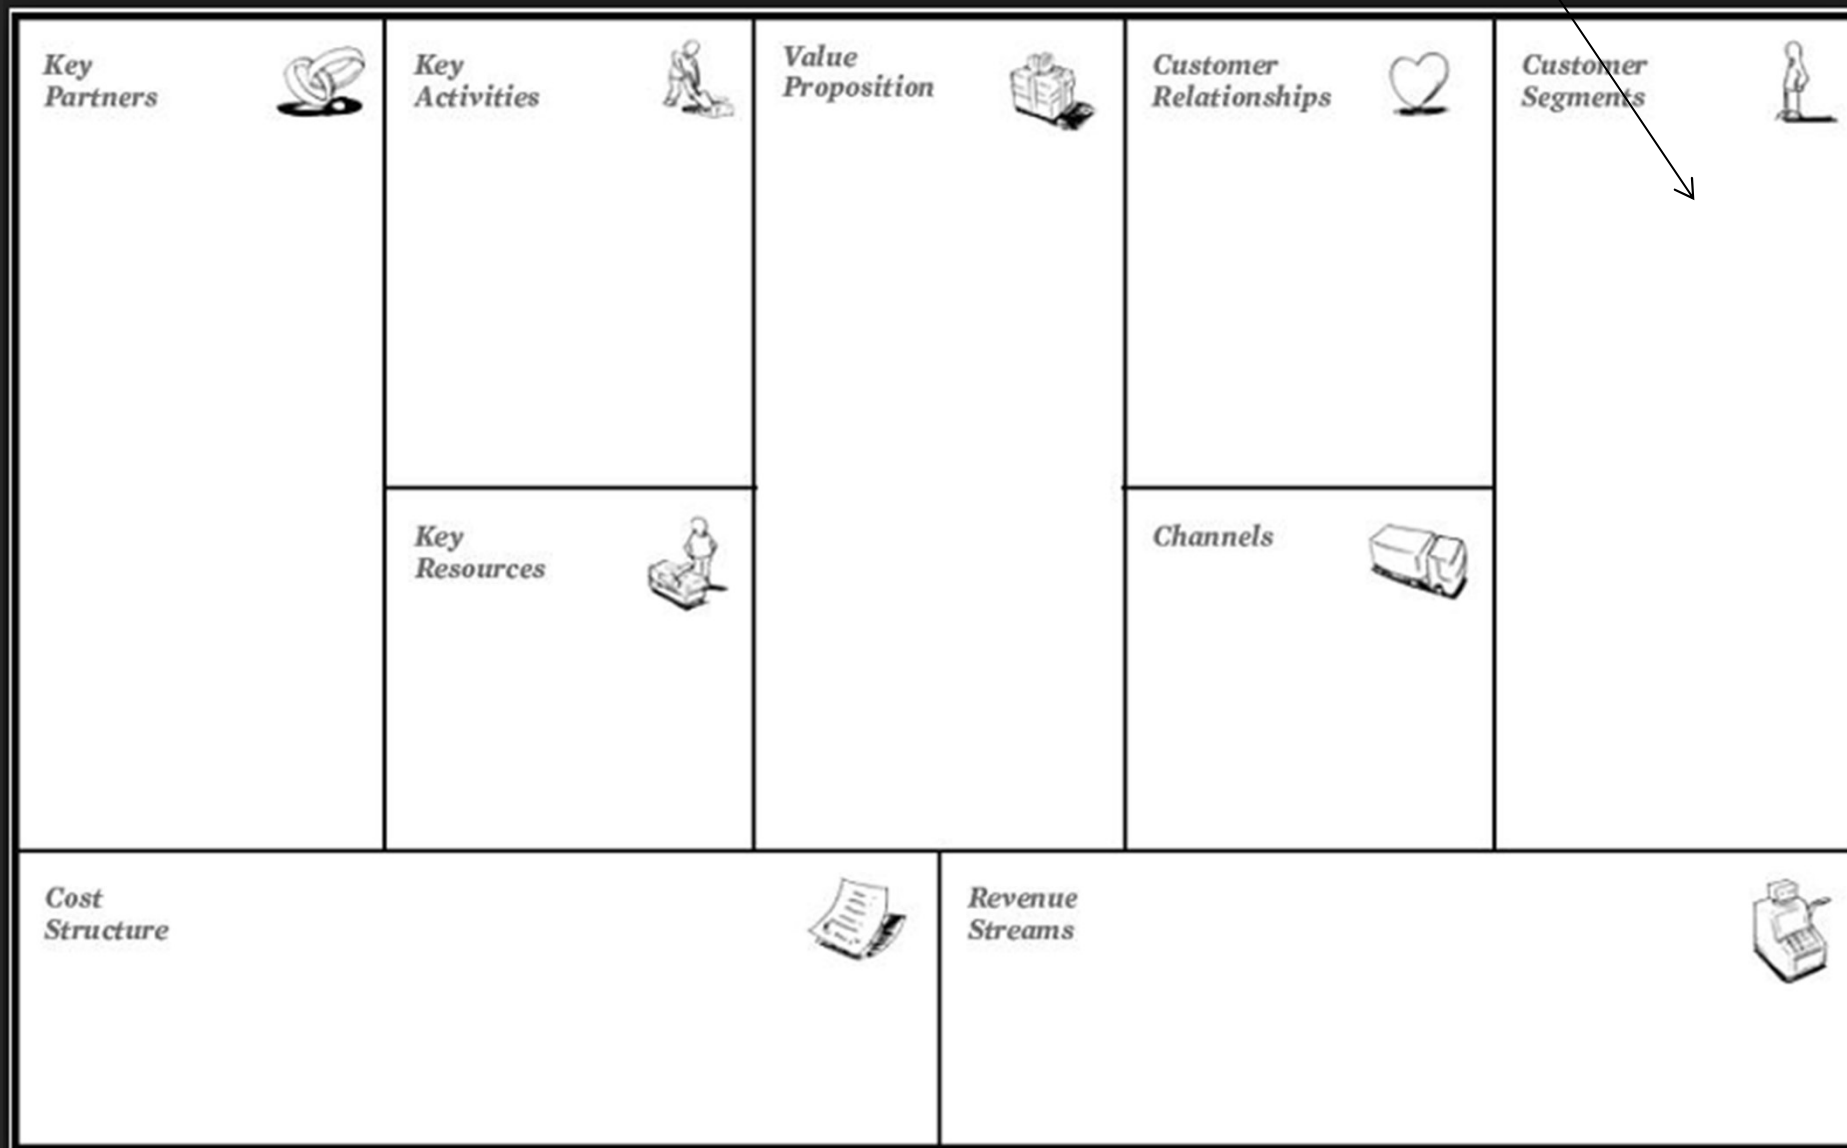 Key
Partners
Key
Activities
Value
Proposition
Customer
Relationships
Customer
Segments
Key
Resources
Channels
Cost
Structure
Revenue
Streams